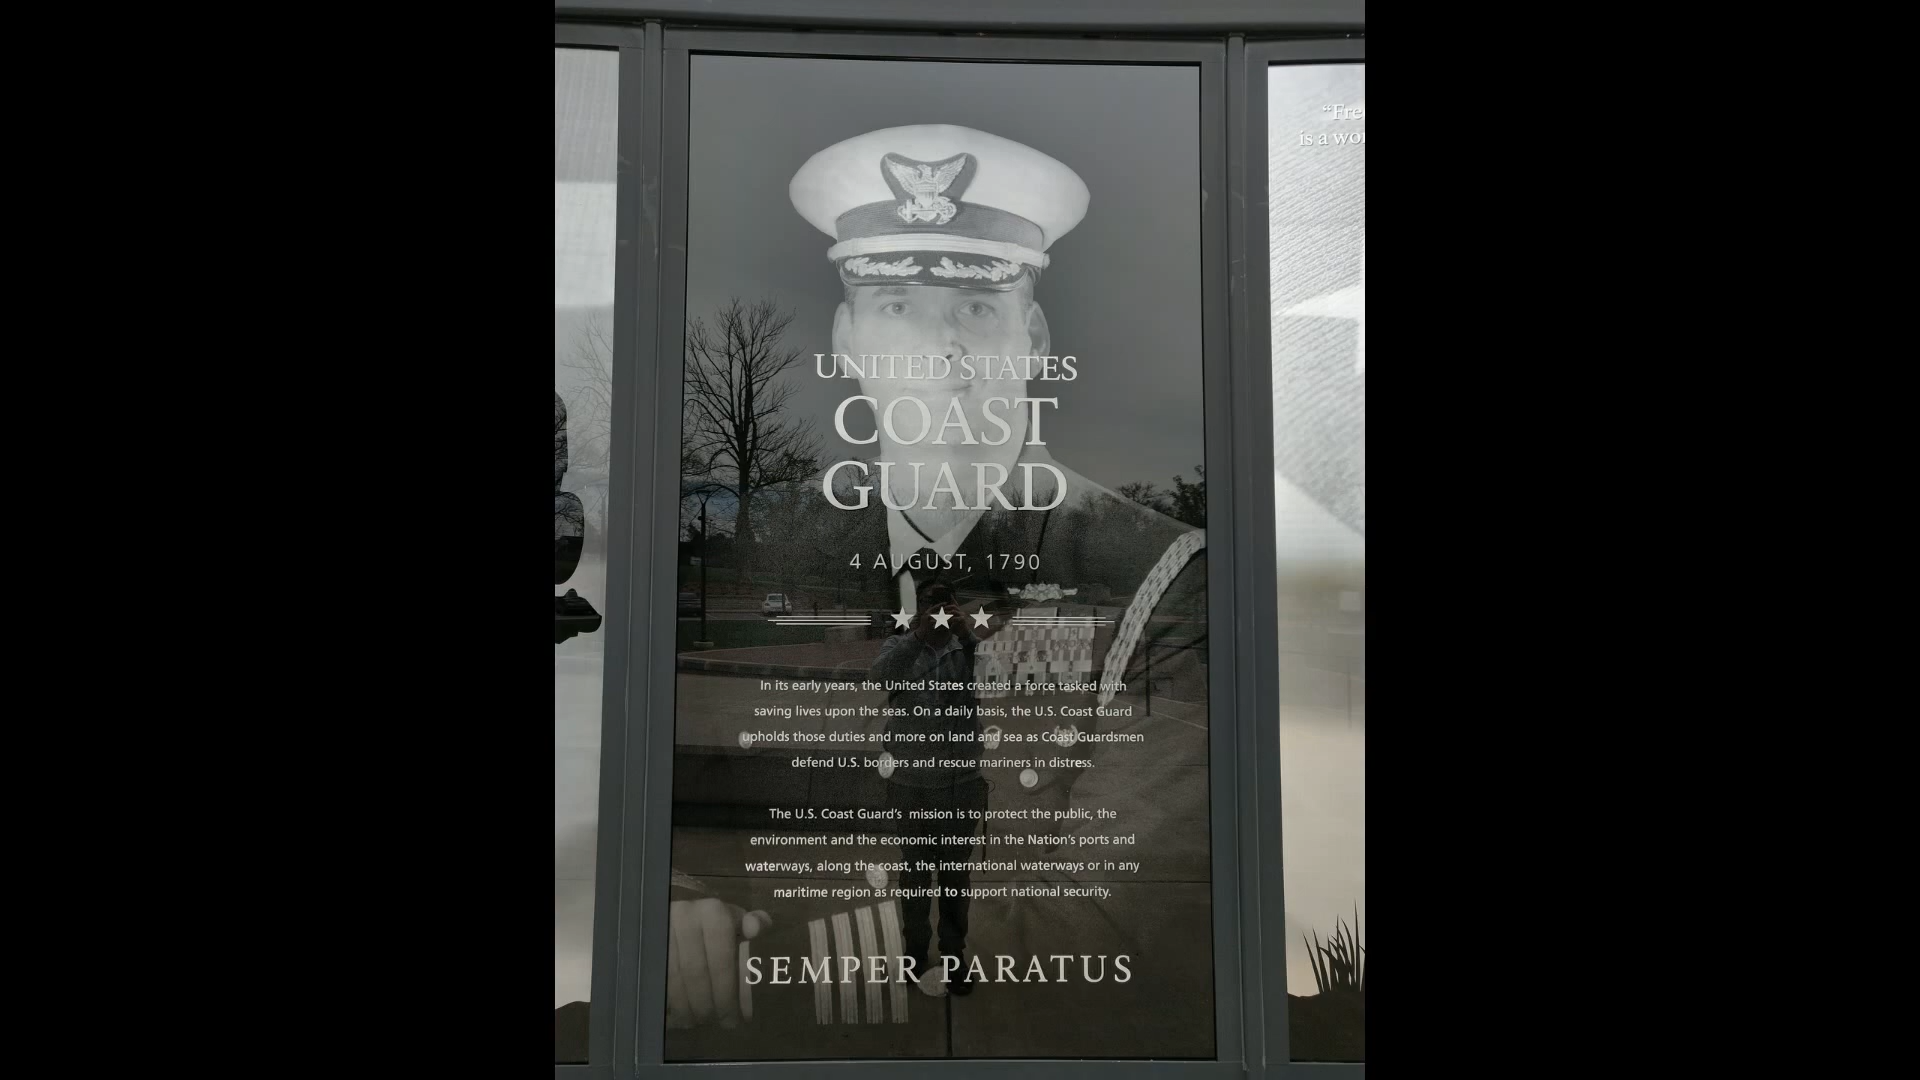 UNITED STATES
COAST
GUARD
4 AUGUST, 1790
In its early years, the United States created a force tasked with
saving lives upon the seas. On a daily basis, the U.S. Coast Guard
upholds those duties and more on land and sea as Coast Guardsmen
defend U.S. borders and rescue mariners in distress.
The U.S. Coast Guard's mission is to protect the public, the
environment and the economic interest in the Nation's ports and
waterways, along the coast, the international waterways or in any
maritime region as required to support national security.
SEMPER PARATUS
is a